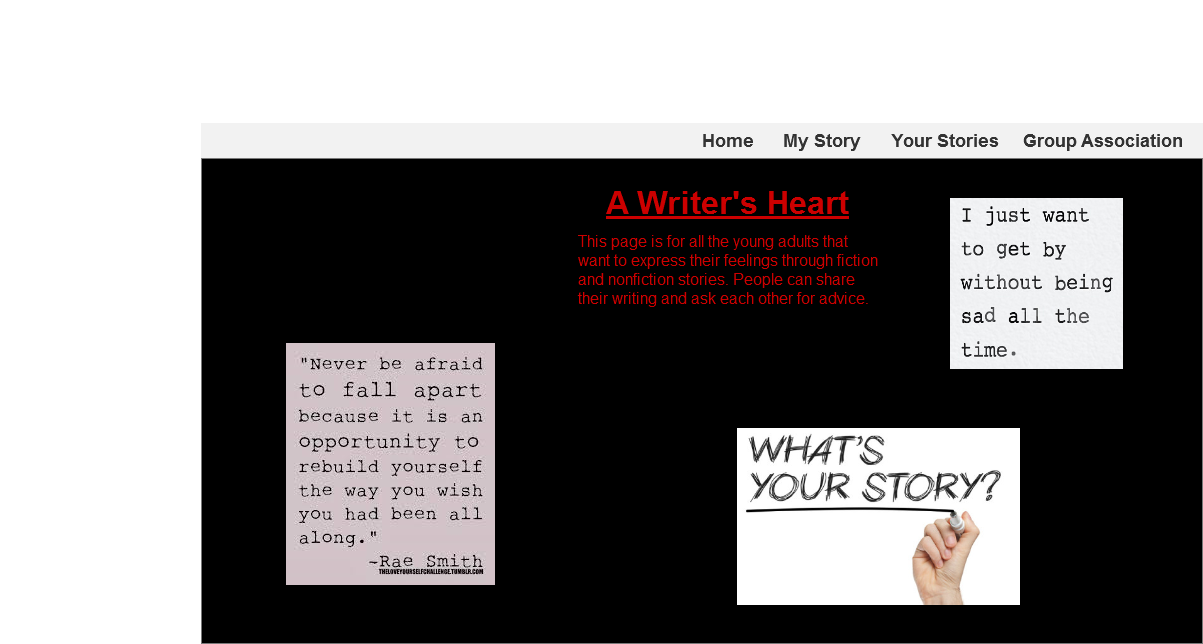 Home My Story Your Stories Group Association
A Writer's Heart
This page is for all the young adults that
want to express their feelings through fiction
and nonfiction stories. People can share
their writing and ask each other for advice.
I just want
to get by
without being
sad all the
time.
"Never be afraid
to fall apart
because it is an
opportunity to
rebuild yourself
the way you wish
you had been all
along."
~Rae Smith
THELOVEYOURSELFCHALLENGE.TUMBLR.COM
WHAT'S
YOUR STORY?